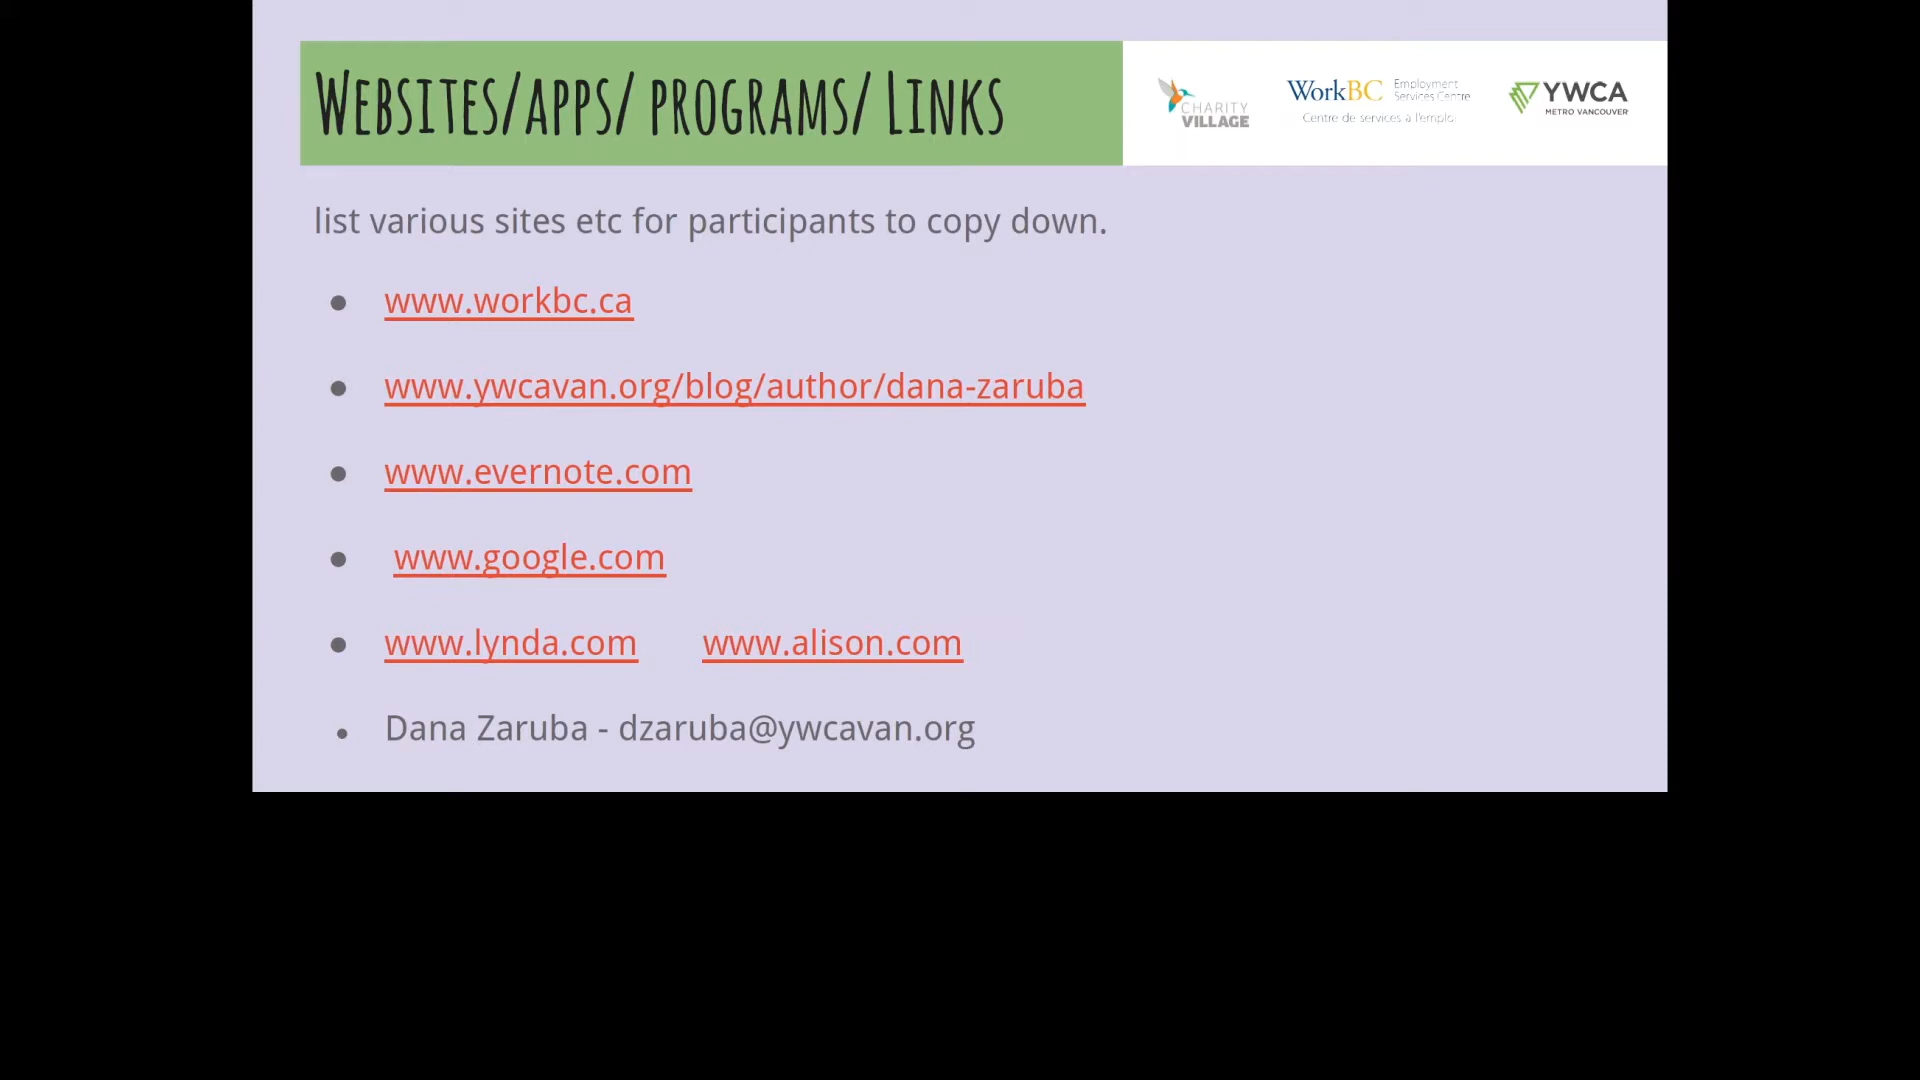 Websites/apps/ programs/ Links
CHARITY
VILLAGE
WorkBC Employment
Services Centre
Centre de services à l'emploi
YWCA
METRO VANCOUVER
list various sites etc for participants to copy down.
www.workbc.ca
www.ywcavan.org/blog/author/dana-zaruba
www.evernote.com
www.google.com
www.lynda.com www.alison.com
Dana Zaruba - dzaruba@ywcavan.org